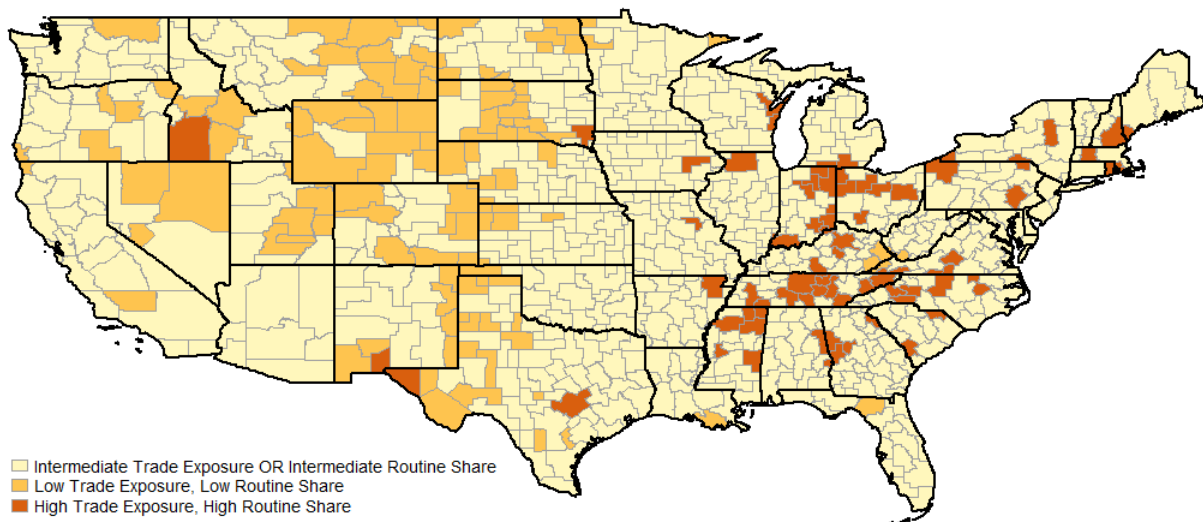 Intermediate Trade Exposure OR Intermediate Routine Share
Low Trade Exposure, Low Routine Share
High Trade Exposure, High Routine Share